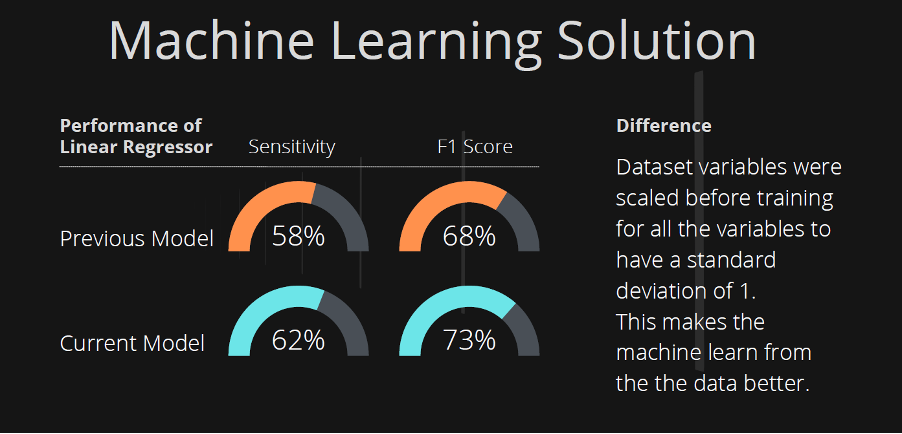 Machine Learning Solution
Performance of
Linear Regressor
Sensitivity
F1 Score
Previous Model
58%
68%
Current Model
62%
73%
Difference
Dataset variables were
scaled before training
for all the variables to
have a standard
deviation of 1.
This makes the
machine learn from
the the data better.